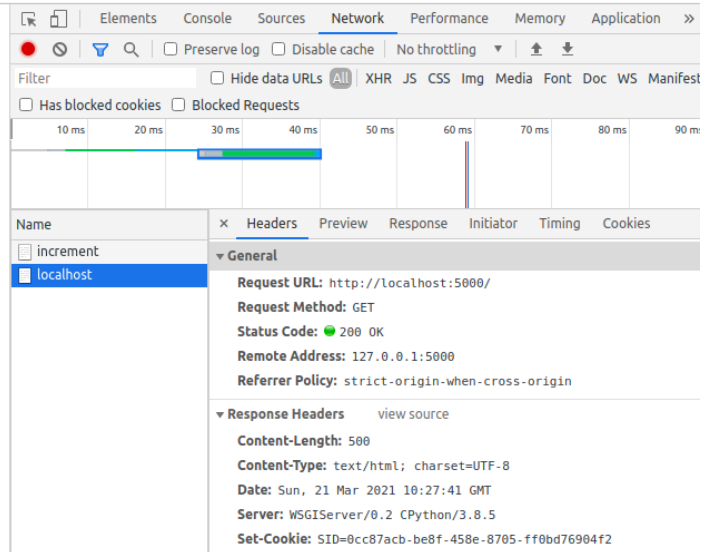 Elements Console Sources Network Performance Memory Application »
Preserve log Disable cache No throttling ▼
Filter Hide data URLs All XHR JS CSS Img Media Font Doc WS Manifest
Has blocked cookies Blocked Requests
10 ms 20 ms 30 ms 40 ms 50 ms 60 ms 70 ms 80 ms 90 ms
Name × Headers Preview Response Initiator Timing Cookies
increment
localhost
▾ General
Request URL: http://localhost:5000/
Request Method: GET
Status Code: 200 OK
Remote Address: 127.0.0.1:5000
Referrer Policy: strict-origin-when-cross-origin
▾ Response Headers view source
Content-Length: 500
Content-Type: text/html; charset=UTF-8
Date: Sun, 21 Mar 2021 10:27:41 GMT
Server: WSGIServer/0.2 CPython/3.8.5
Set-Cookie: SID=0cc87acb-be8f-458e-8705-ff0bd76904f2